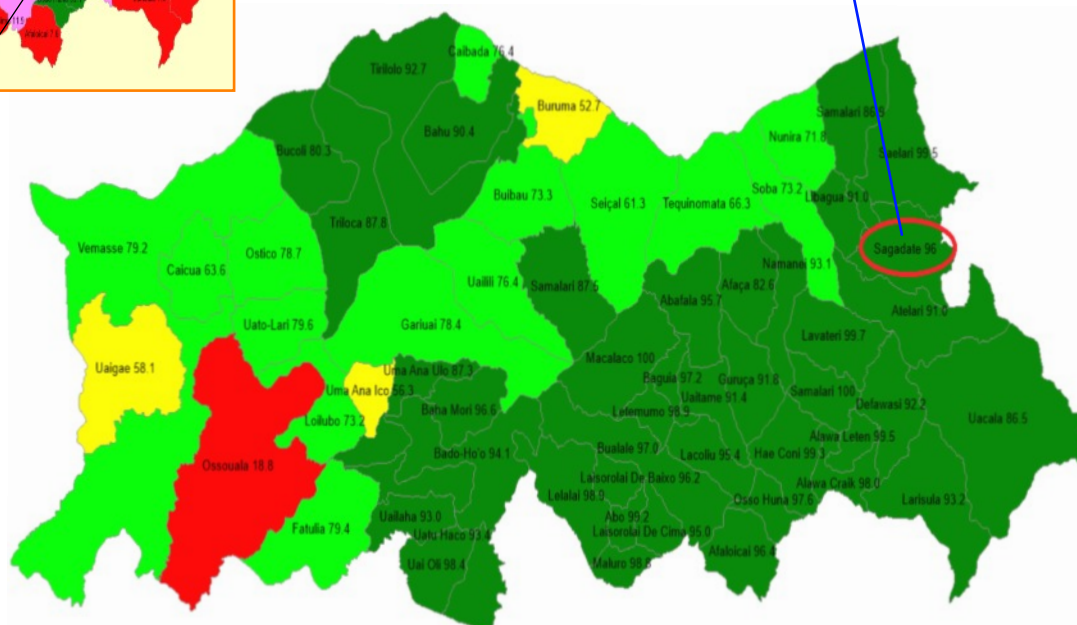 Caibada 76.4
Tirilolo 92.7
Buruma 52.7
Samalari 86.9
Bahu 90.4
Nunira 71.8
Bucoli 80.3
Saelari 99.5
Soba 73.2
Buibau 73.3
Libagua 91.0
Seiçal 61.3
Tequinomata 66.3
Triloca 87.8
Vemasse 79.2
Sagadate 96
Ostico 78.7
Caicua 63.6
Namanei 93.1
Uailili 76.4
Samalari 87.5
Afaça 82.6
Abafala 95.7
Atelari 91.0
Uato-Lari 79.6
Gariuai 78.4
Lavateri 99.7
Macalaco 100
Uaigae 58.1
Uma Ana Ulo 87.3
Baguia 97.2
Guruça 91.8
Uma Ana Ico 56.3
Samalari 100
Uaitame 91.4
Defawasi 92.2
Baha Mori 96.6
Letemumo 98.9
Uacala 86.5
Loilubo 73.2
Alawa Leten 99.5
Bualale 97.0
Bado-Ho'o 94.1
Lacoliu 95.4
Hae Coni 99.3
Ossouala 18.8
Laisorolai De Baixo 96.2
Alawa Craik 98.0
Lelalai 98.9
Osso Huna 97.6
Larisula 93.2
Uailaha 93.0
Abo 99.2
Fatulia 79.4
Uatu Haco 93.4
Laisorolai De Cima 95.0
Afaloicai 96.4
Uai Oli 98.4
Maluro 98.8